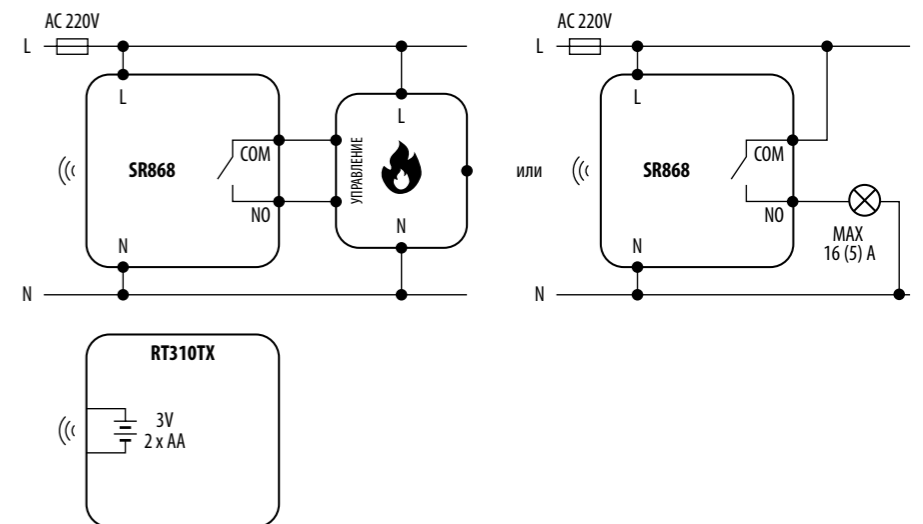 AC 220V
L
L
SR868
COM
NO
N
N
L
УПРАВЛЕНИЕ
N
или
AC 220V
L
L
SR868
COM
NO
N
N
MAX
16 (5) A
RT310TX
3V
2 x AA